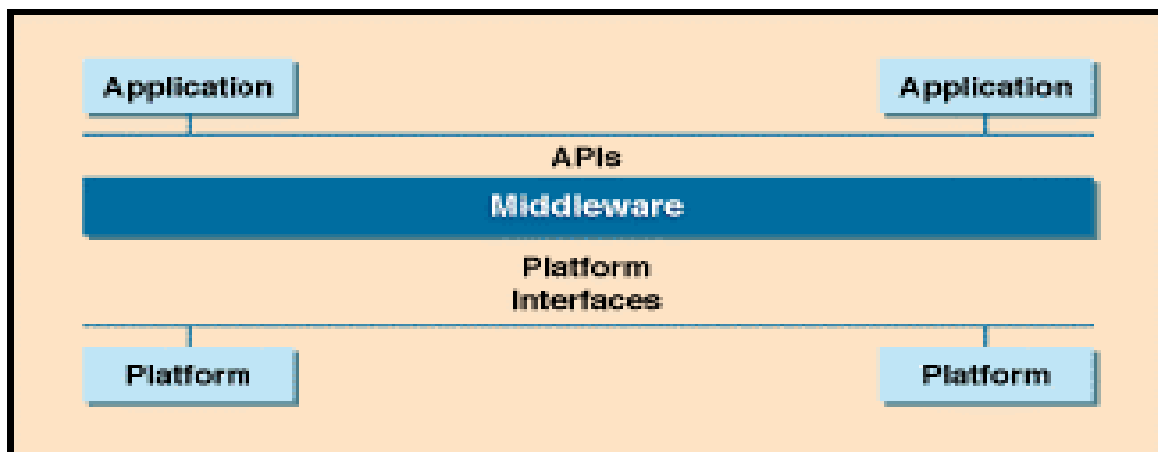 Application
Application
APIs
Middleware
Platform
Interfaces
Platform
Platform